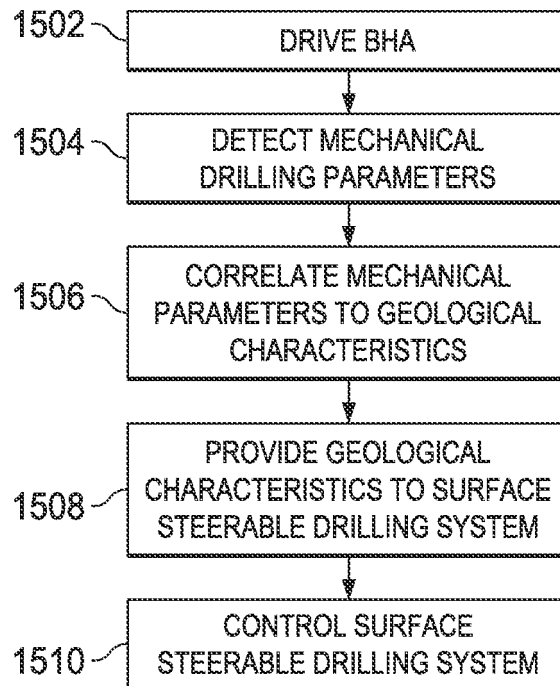 1502
DRIVE BHA
1504
DETECT MECHANICAL
DRILLING PARAMETERS
1506
CORRELATE MECHANICAL
PARAMETERS TO GEOLOGICAL
CHARACTERISTICS
1508
PROVIDE GEOLOGICAL
CHARACTERISTICS TO SURFACE
STEERABLE DRILLING SYSTEM
1510
CONTROL SURFACE
STEERABLE DRILLING SYSTEM